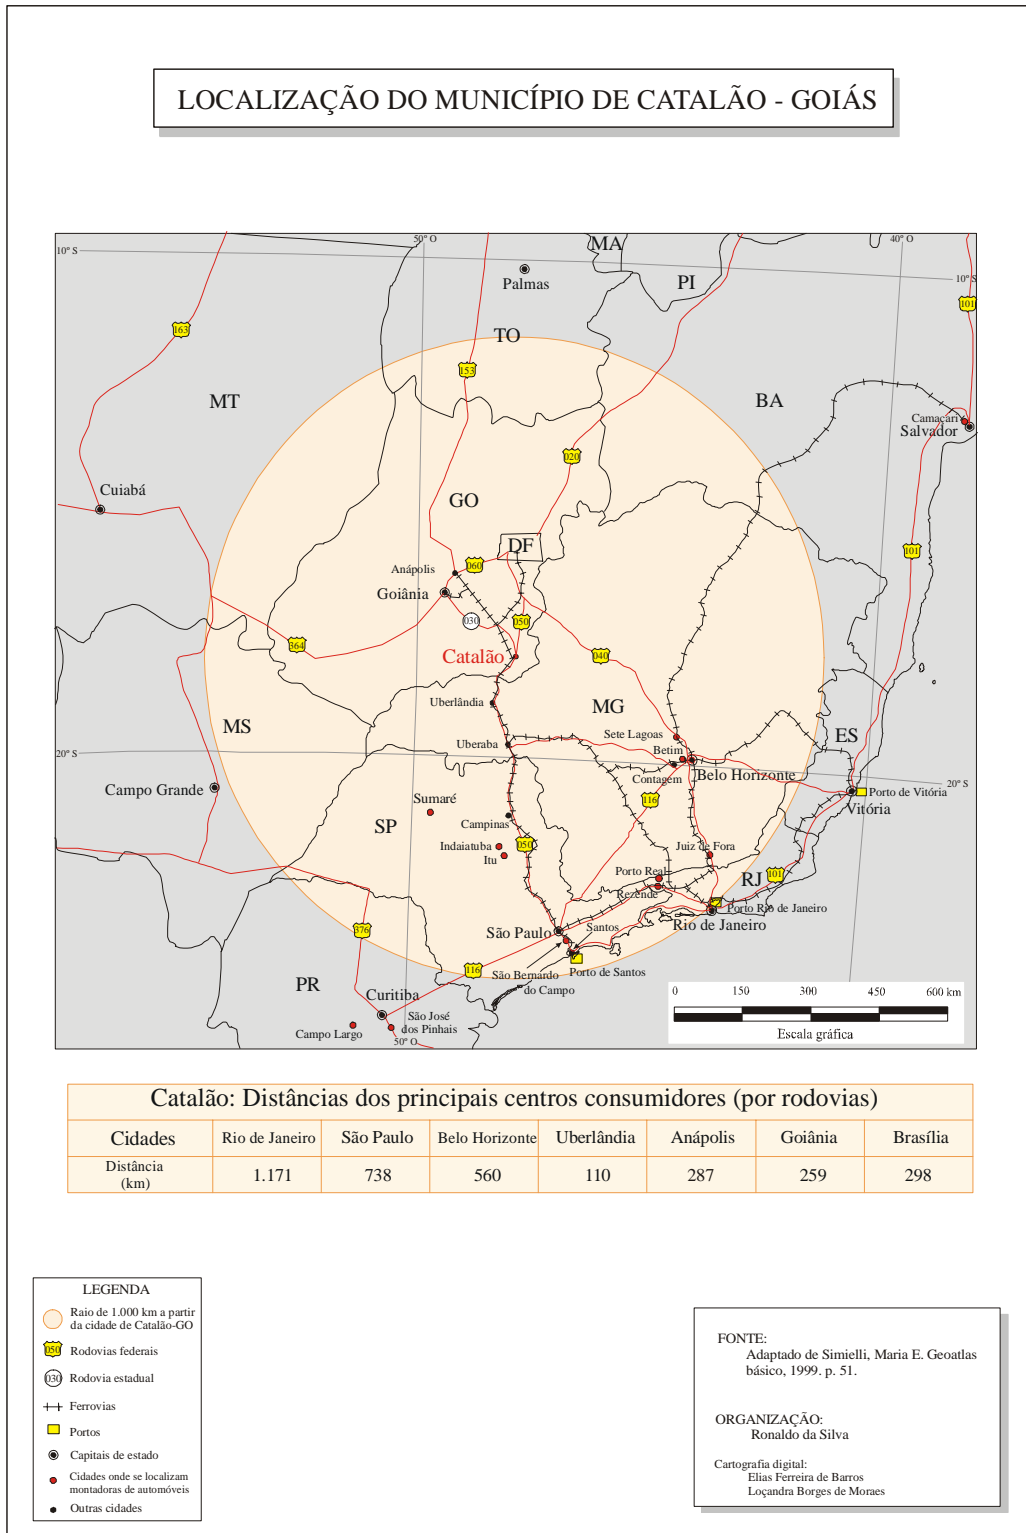 LOCALIZAÇÃO DO MUNICÍPIO DE CATALÃO - GOIÁS
10º S
50º O
MA
40º O
10º S
Palmas
PI
101
163
TO
153
MT
BA
Camaçari
Salvador
020
Cuiabá
GO
DF
101
Anápolis
060
Goiânia
030
050
364
Catalão
040
Uberlândia
MG
MS
Sete Lagoas
ES
Uberaba
Betim
20º S
Contagem
Belo Horizonte
20º S
Campo Grande
Porto de Vitória
Vitória
Sumaré
116
SP
Campinas
Indaiatuba
050
Juiz de Fora
Itu
Porto Real
RJ
101
Rezende
Porto Rio de Janeiro
Rio de Janeiro
376
São Paulo
Santos
116
São Bernardo
do Campo
Porto de Santos
PR
Curitiba
São José
dos Pinhais
Campo Largo
50º O
0 150 300 450 600 km
Escala gráfica
Catalão: Distâncias dos principais centros consumidores (por rodovias)
Cidades Rio de Janeiro São Paulo Belo Horizonte Uberlândia Anápolis Goiânia Brasília
Distância
(km) 1.171 738 560 110 287 259 298
LEGENDA
Raio de 1.000 km a partir
da cidade de Catalão-GO
050 Rodovias federais
030 Rodovia estadual
Ferrovias
Portos
Capitais de estado
Cidades onde se localizam
montadoras de automóveis
Outras cidades
FONTE:
Adaptado de Simielli, Maria E. Geoatlas
básico, 1999. p. 51.
ORGANIZAÇÃO:
Ronaldo da Silva
Cartografia digital:
Elias Ferreira de Barros
Loçandra Borges de Moraes